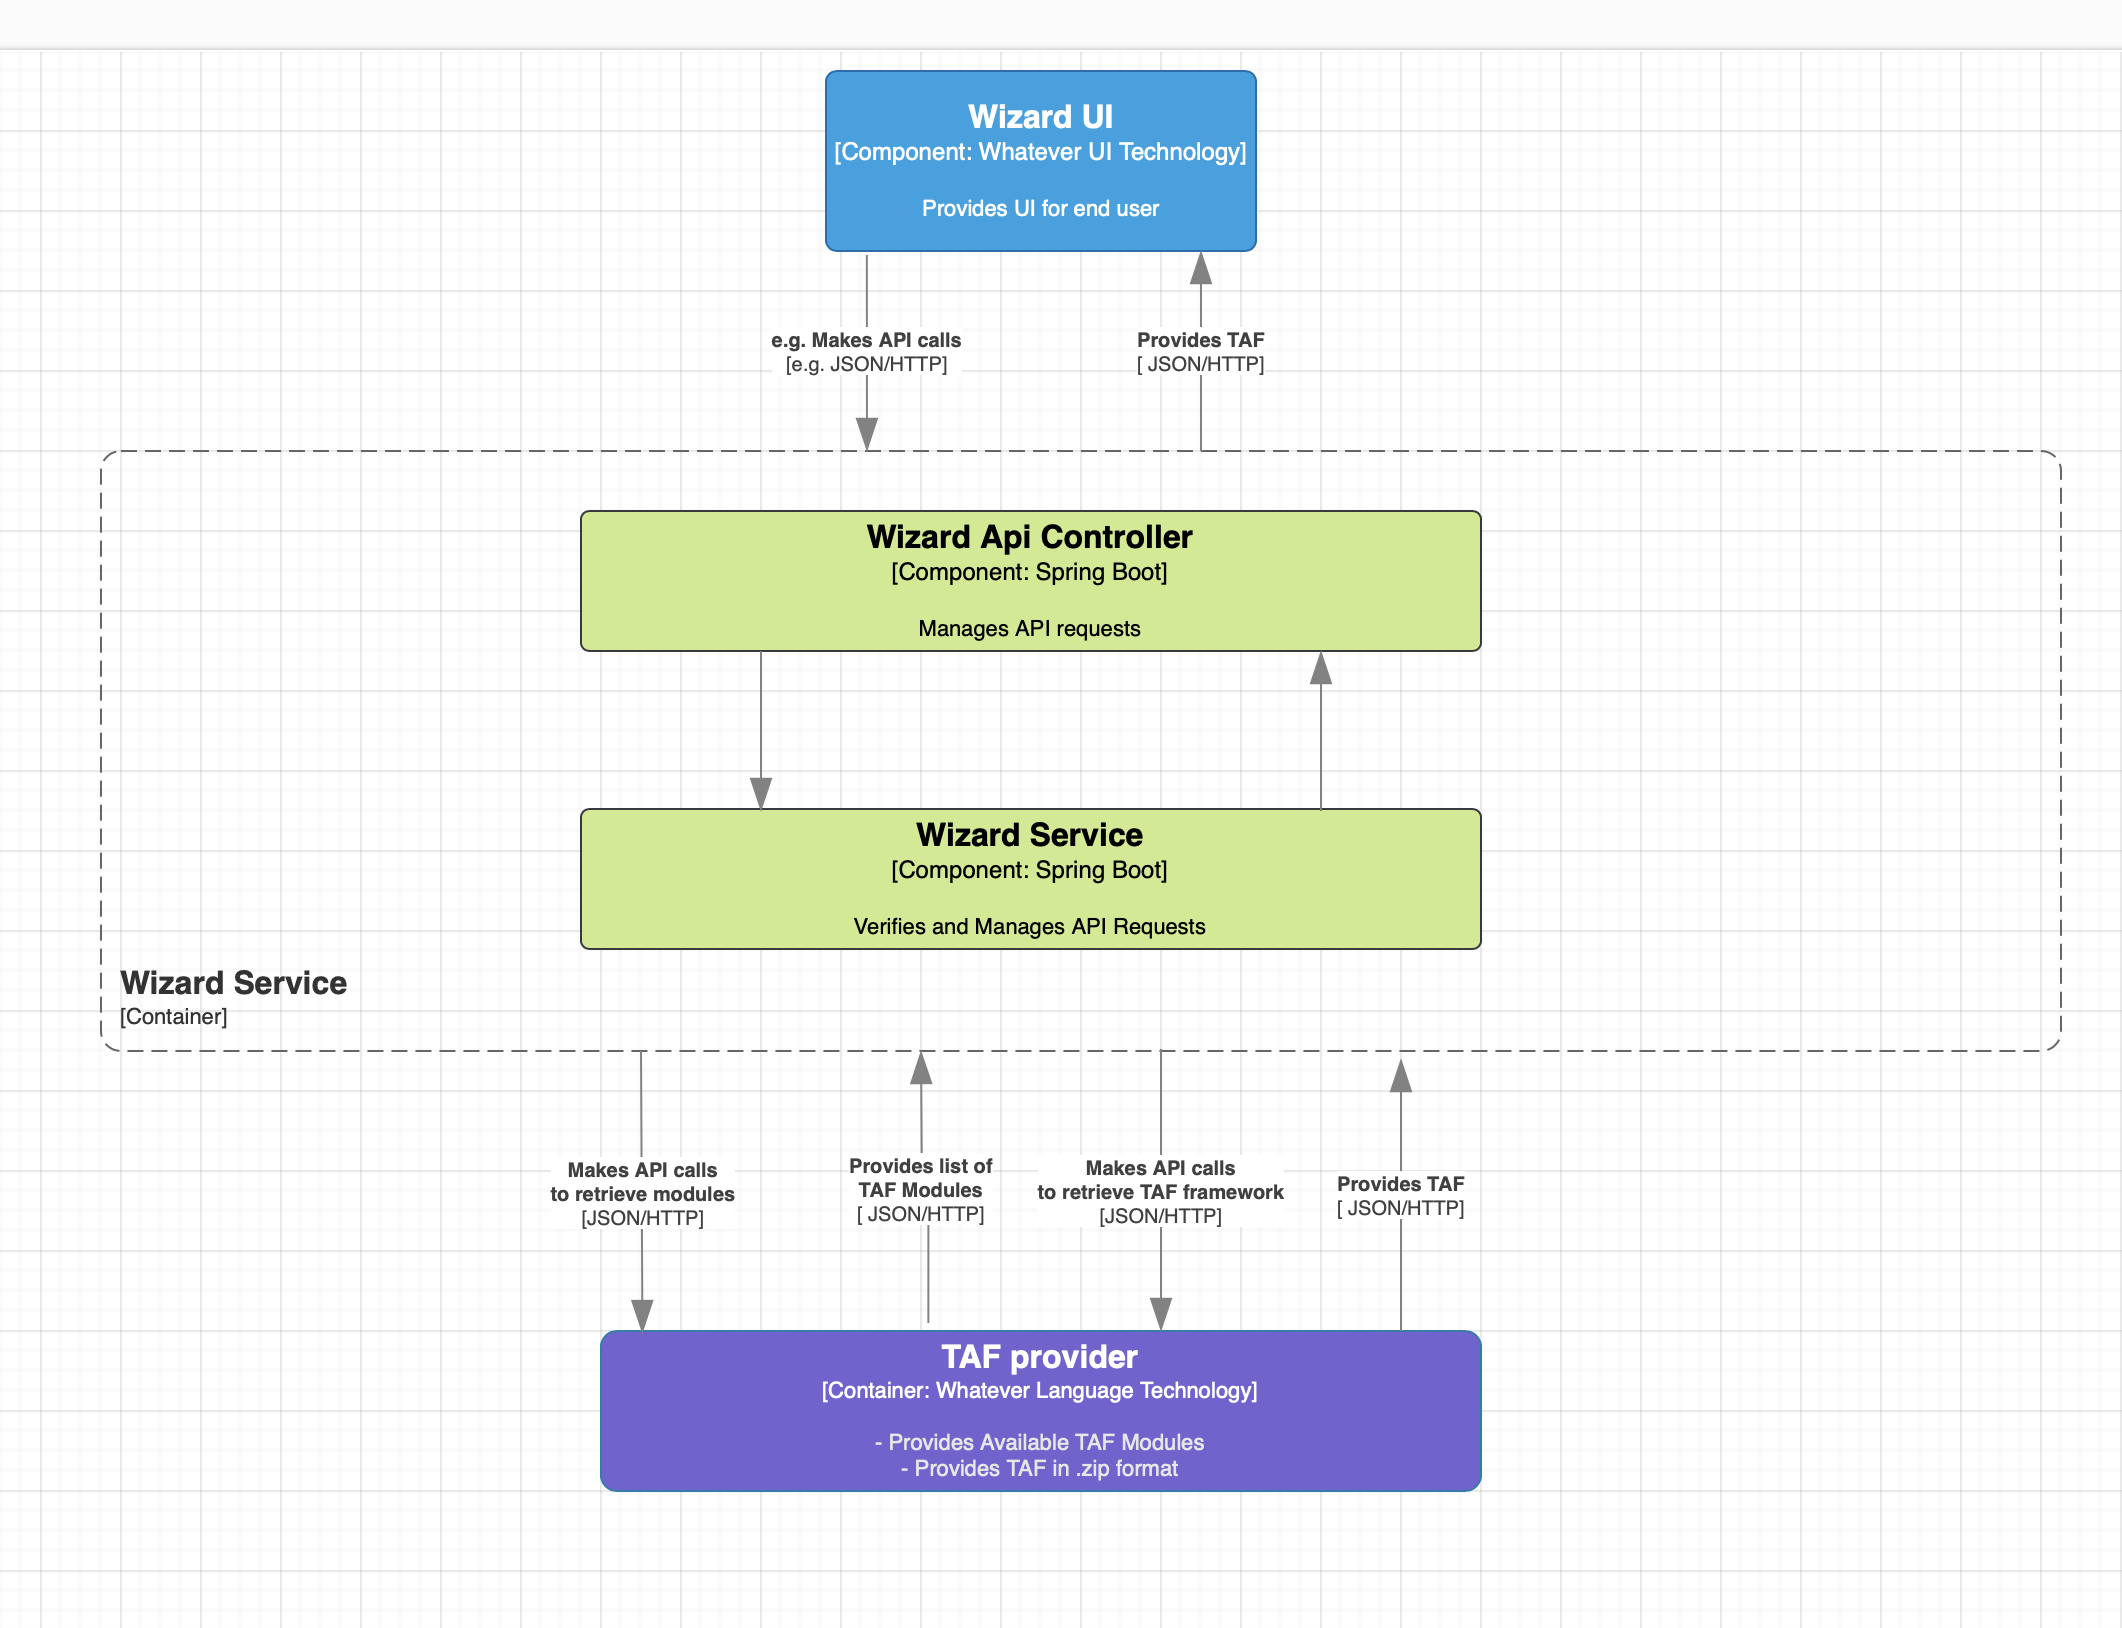 Wizard UI
[Component: Whatever UI Technology]
Provides UI for end user
e.g. Makes API calls
[e.g. JSON/HTTP]
Provides TAF
[ JSON/HTTP]
Wizard Api Controller
[Component: Spring Boot]
Manages API requests
Wizard Service
[Component: Spring Boot]
Verifies and Manages API Requests
Wizard Service
[Container]
Makes API calls
to retrieve modules
[JSON/HTTP]
Provides list of
TAF Modules
[ JSON/HTTP]
Makes API calls
to retrieve TAF framework
[JSON/HTTP]
Provides TAF
[ JSON/HTTP]
TAF provider
[Container: Whatever Language Technology]
- Provides Available TAF Modules
- Provides TAF in .zip format